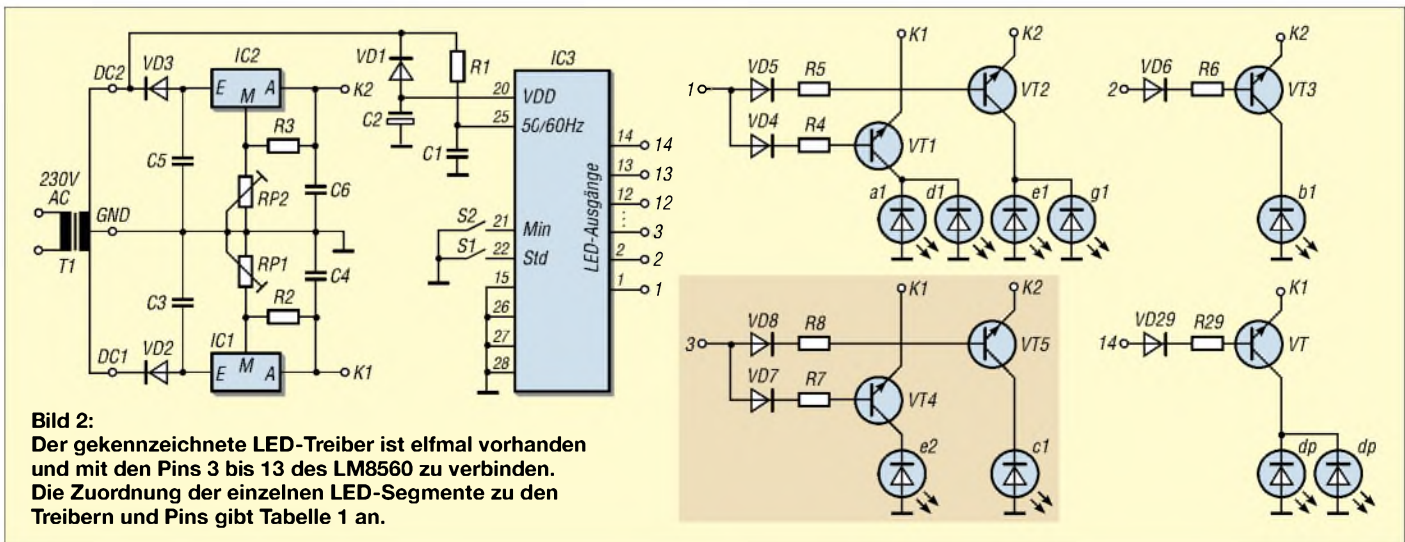 DC2 VD3 IC2 VD1 R1 IC3
E M A K2
C2
20 VDD
25 50/60Hz
C1
R3
C5 C6
RP2
230V
AC
GND
T1
RP1
C3 C4
R2
DC1 VD2 IC1
E M A K1
S2 21 Min
S1 22 Std
15
26
27
28
LED-Ausgänge
14 14
13 13
12 12
⋮ 3
2 2
1 1
K1 K2
1 VD5 R5 VT2
VD4 R4 VT1
a1 d1 e1 g1
K2
2 VD6 R6 VT3
b1
K1 K2
3 VD8 R8 VT5
VD7 R7 VT4
e2 c1
K1
14 VD29 R29 VT
dp dp
Bild 2:
Der gekennzeichnete LED-Treiber ist elfmal vorhanden
und mit den Pins 3 bis 13 des LM8560 zu verbinden.
Die Zuordnung der einzelnen LED-Segmente zu den
Treibern und Pins gibt Tabelle 1 an.